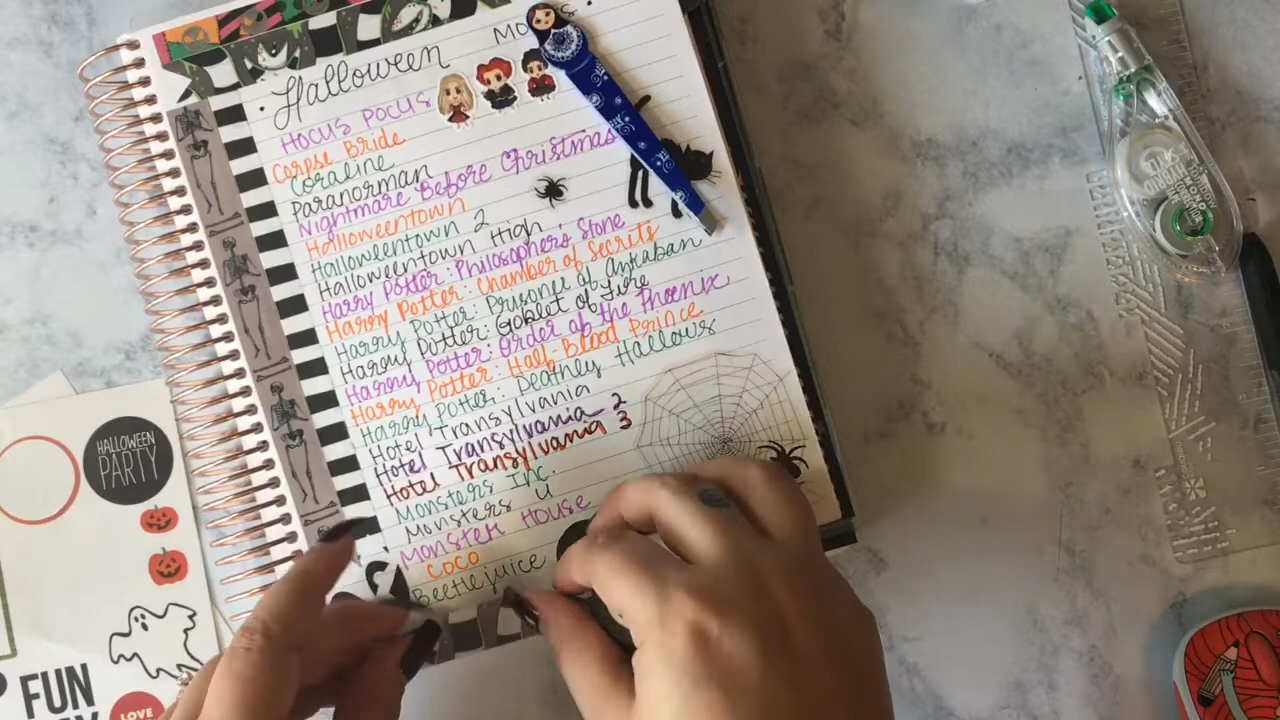 Halloween
Hocus Pocus
Corpse Bride
Coraline
Paranorman
Nightmare Before Christmas
Halloweentown
Halloweentown 2
Halloweentown High
Harry Potter: Philosopher's Stone
Harry Potter: Chamber of Secrets
Harry Potter: Prisoner of Azkaban
Harry Potter: Goblet of Fire
Harry Potter: Order of the Phoenix
Harry Potter: Half Blood Prince
Harry Potter: Deathly Hallows
Hotel Transylvania
Hotel Transylvania 2
Hotel Transylvania 3
Monsters Inc.
Monsters U
Monster House
Coco
Beetlejuice
HALLOWEEN
PARTY
FUN
LOVE